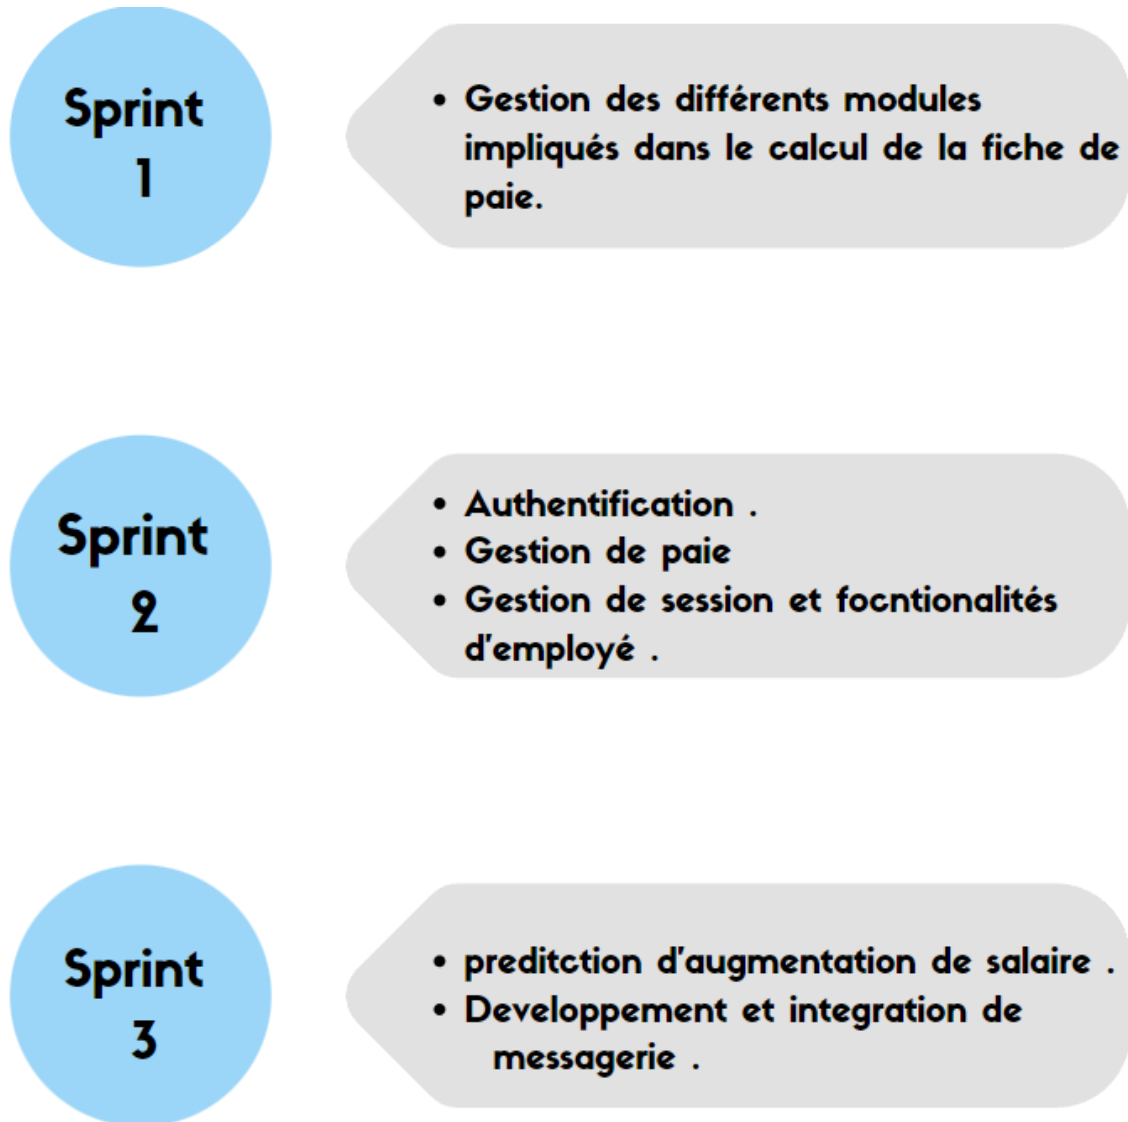 Sprint
1
• Gestion des différents modules
impliqués dans le calcul de la fiche de
paie.
Sprint
2
• Authentification .
• Gestion de paie
• Gestion de session et focntionalités
d'employé .
Sprint
3
• preditction d'augmentation de salaire .
• Developpement et integration de
messagerie .